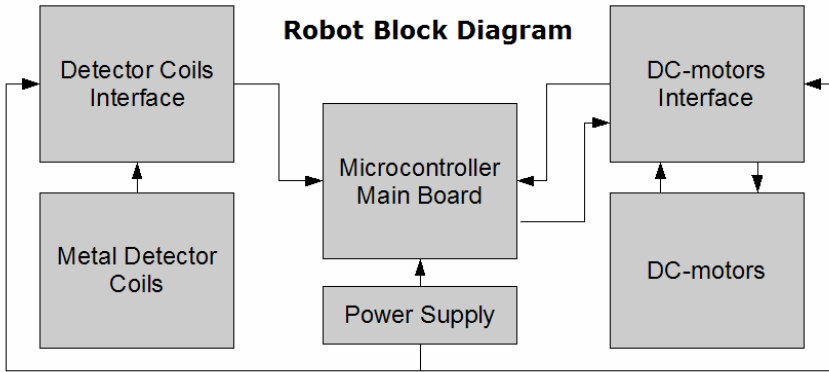 Robot Block Diagram
Detector Coils
Interface
DC-motors
Interface
Microcontroller
Main Board
Metal Detector
Coils
DC-motors
Power Supply